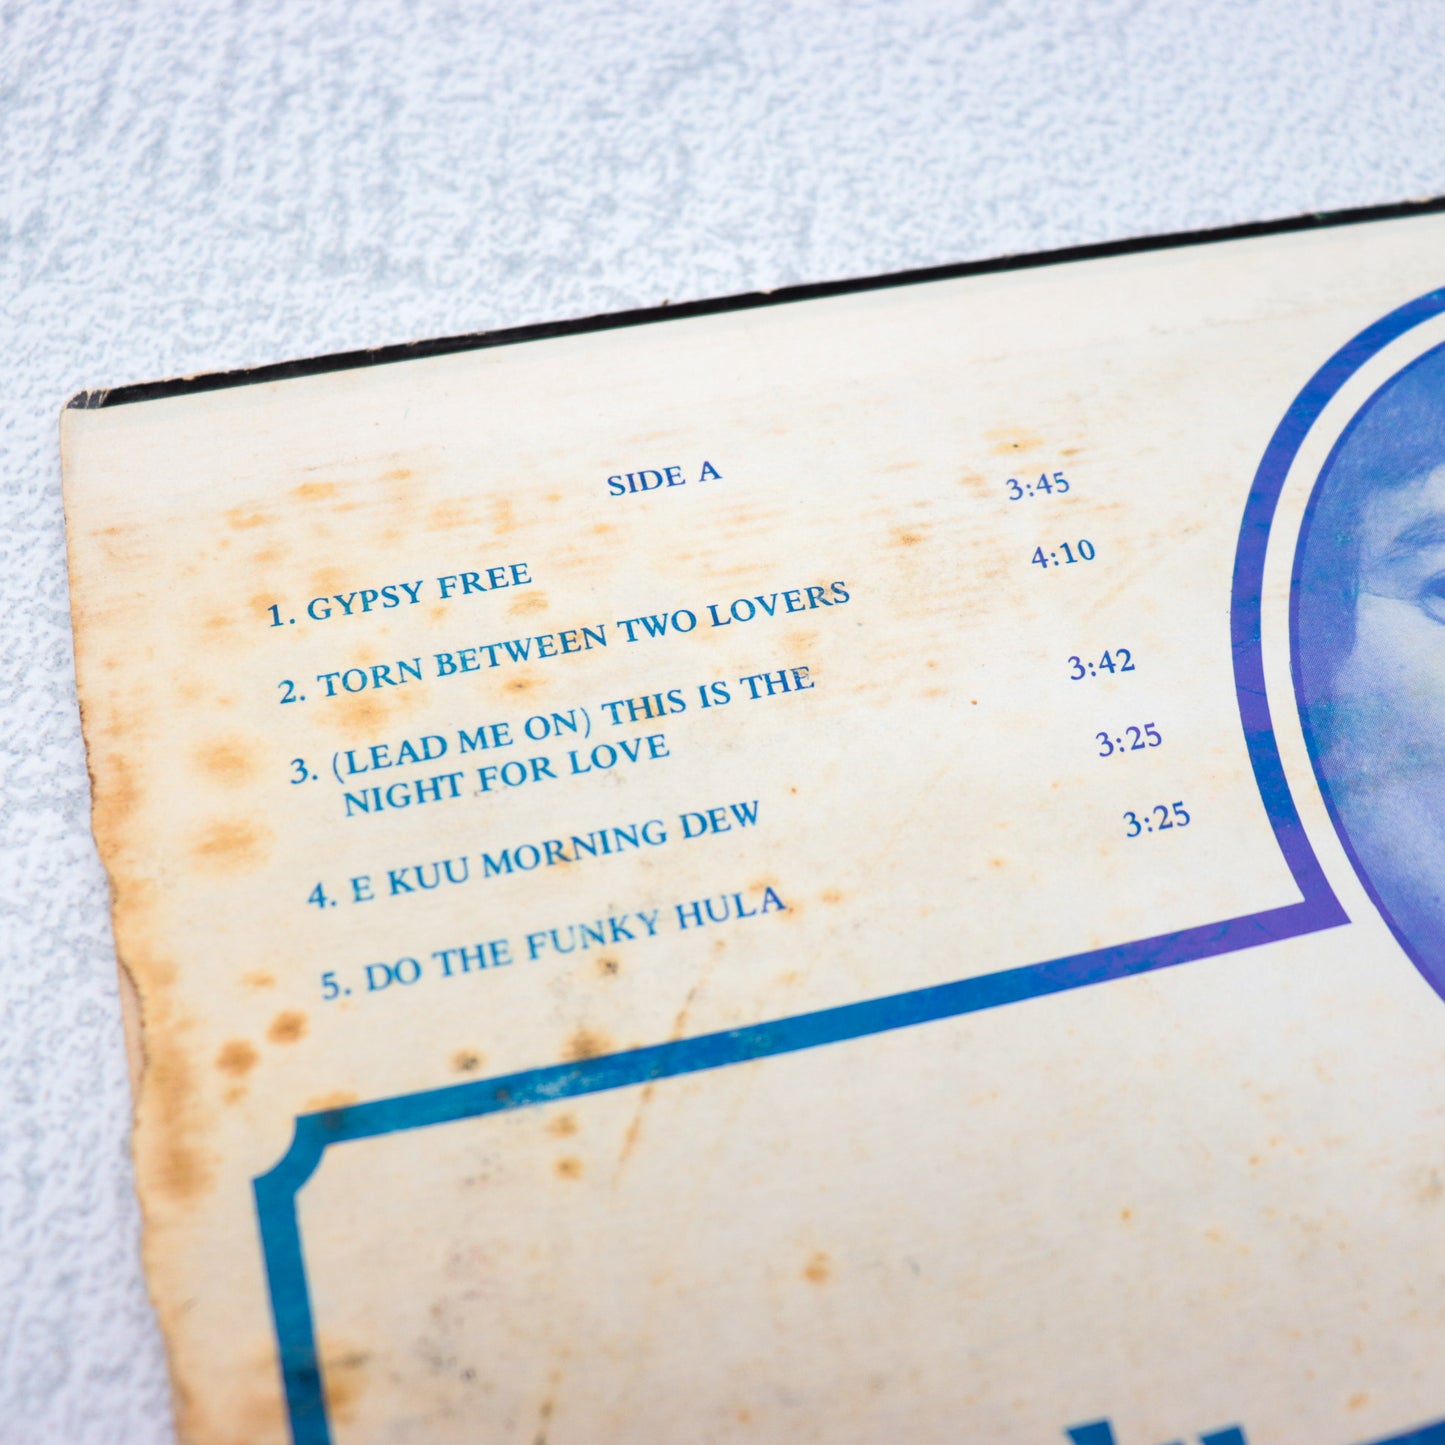 SIDE A
1. GYPSY FREE 3:45
2. TORN BETWEEN TWO LOVERS 4:10
3. (LEAD ME ON) THIS IS THE
NIGHT FOR LOVE 3:42
4. E KUU MORNING DEW 3:25
5. DO THE FUNKY HULA 3:25